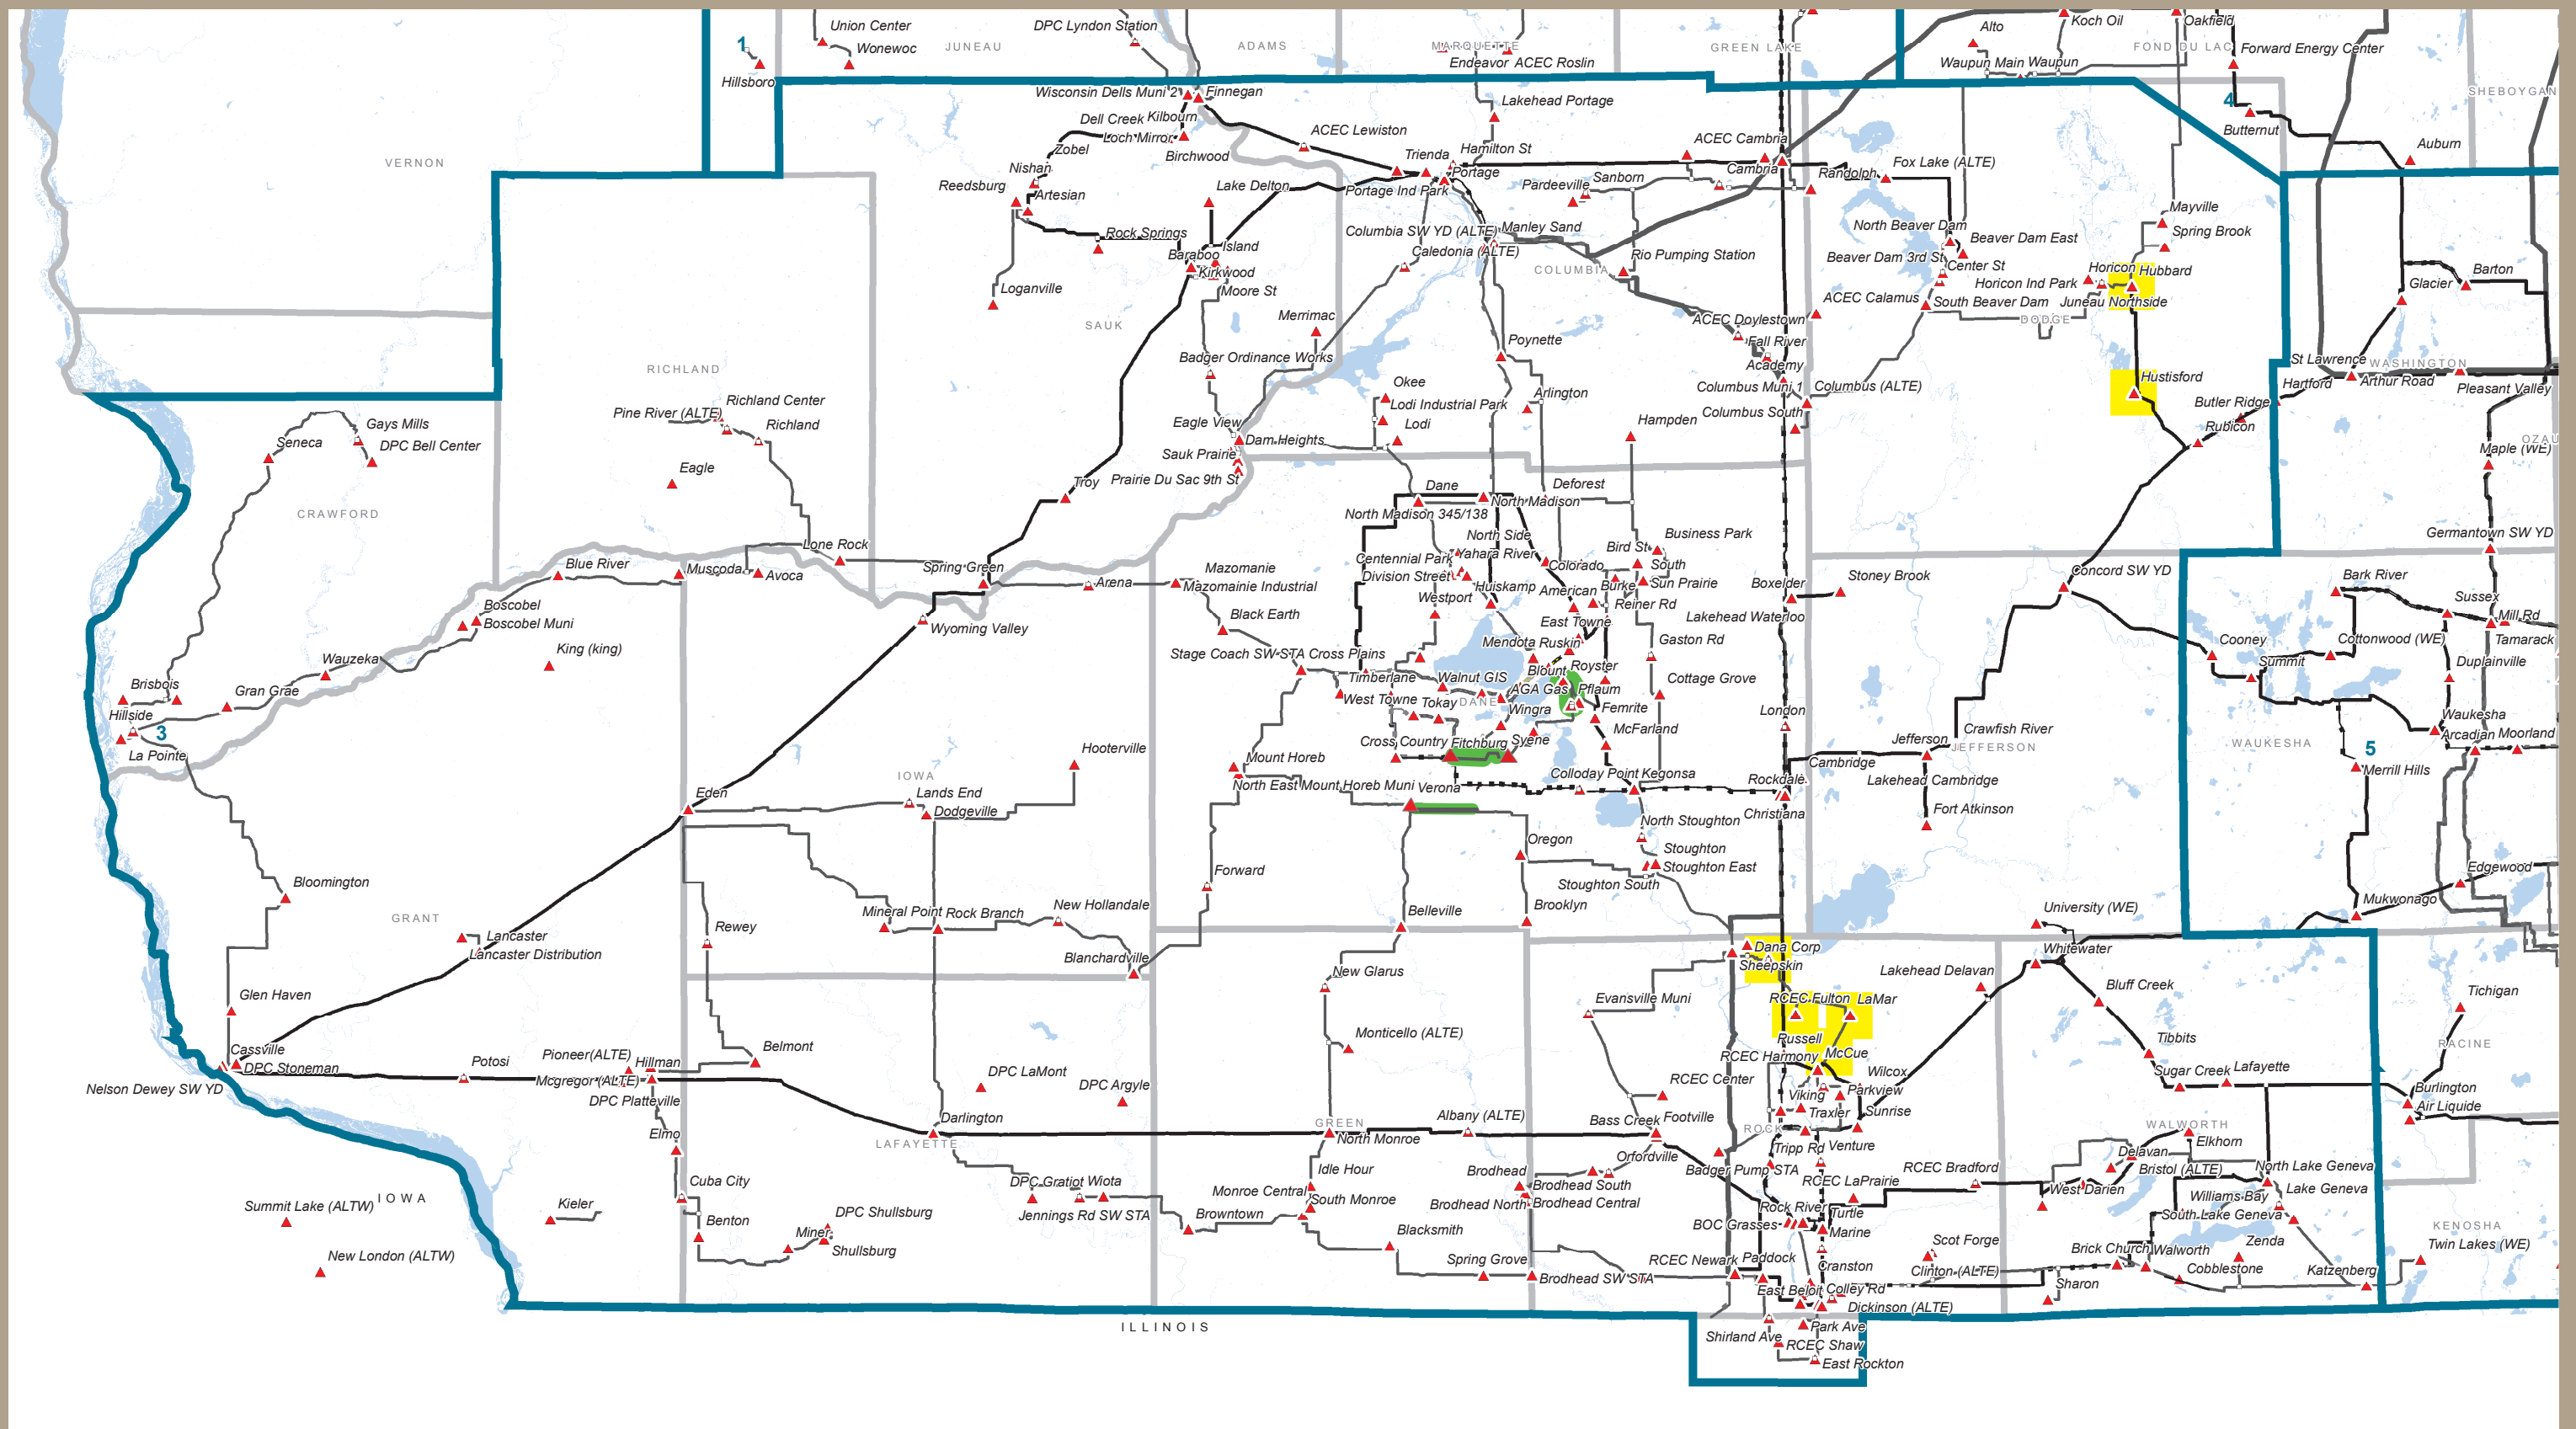 Union Center
DPC Lyndon Station
Alto
Koch Oil
Oakfield
1
Wonewoc
JUNEAU
ADAMS
MARQUETTE
GREEN LAKE
FOND DU LAC
Forward Energy Center
Hillsboro
Endeavor
ACEC Roslin
Waupun Main
Waupun
SHEBOYGAN
Wisconsin Dells Muni 2
Finnegan
Lakehead Portage
4
Butternut
Dell Creek
Kilbourn
Loch Mirror
ACEC Lewiston
ACEC Cambria
Auburn
VERNON
Zobel
Birchwood
Trienda
Hamilton St
Nishan
Portage
Cambria
Fox Lake (ALTE)
Randolph
Reedsburg
Artesian
Lake Delton
Portage Ind Park
Pardeeville
Sanborn
Mayville
Rock Springs
Columbia SW YD (ALTE)
Manley Sand
North Beaver Dam
Spring Brook
Island
Caledonia (ALTE)
Beaver Dam East
Baraboo
Rio Pumping Station
Beaver Dam 3rd St
Center St
Kirkwood
COLUMBIA
Horicon
Hubbard
Barton
Loganville
Moore St
Horicon Ind Park
Glacier
ACEC Calamus
South Beaver Dam
Juneau Northside
Merrimac
ACEC Doylestown
DODGE
SAUK
Poynette
Fall River
Badger Ordinance Works
Academy
St Lawrence
WASHINGTON
RICHLAND
Okee
Columbus Muni 1
Columbus (ALTE)
Hustisford
Hartford
Arthur Road
Pleasant Valley
Richland Center
Pine River (ALTE)
Lodi Industrial Park
Arlington
Columbus South
Butler Ridge
Gays Mills
Richland
Eagle View
Lodi
Hampden
Rubicon
Seneca
DPC Bell Center
Dam Heights
OZAU
Sauk Prairie
Maple (WE)
Eagle
Troy
Prairie Du Sac 9th St
Dane
Deforest
CRAWFORD
North Madison
North Madison 345/138
North Side
Business Park
Germantown SW YD
Lone Rock
Centennial Park
Yahara River
Bird St
Blue River
Muscoda
Avoca
Spring Green
Mazomanie
Colorado
South
Concord SW YD
Arena
Mazomainie Industrial
Division Street
Huiskamp
Burke
Sun Prairie
Boxelder
Stoney Brook
Bark River
Boscobel
Westport
American
Reiner Rd
Sussex
Boscobel Muni
Black Earth
East Towne
Lakehead Waterloo
Mill Rd
Wyoming Valley
Mendota
Ruskin
Gaston Rd
Cooney
Cottonwood (WE)
Tamarack
King (king)
Wauzeka
Stage Coach SW STA
Cross Plains
Blount
Royster
Summit
Duplainville
Brisbois
Gran Grae
Timberlane
Walnut GIS
AGA Gas
Pflaum
Cottage Grove
Hillside
West Towne
Tokay
DANE
Wingra
Femrite
London
3
McFarland
Crawfish River
Waukesha
La Pointe
Cross Country
Fitchburg
Syene
Jefferson
JEFFERSON
WAUKESHA
5
Arcadian
Moorland
Hooterville
Mount Horeb
Cambridge
Merrill Hills
IOWA
Colloday Point
Kegonsa
Rockdale
Lakehead Cambridge
North East Mount Horeb Muni
Verona
Eden
Lands End
Dodgeville
Christiana
Fort Atkinson
North Stoughton
Oregon
Stoughton
Forward
Stoughton East
Edgewood
Bloomington
Stoughton South
Mineral Point
Rock Branch
New Hollandale
Belleville
Brooklyn
University (WE)
Mukwonago
GRANT
Rewey
Lancaster
Lancaster Distribution
Blanchardville
Dana Corp
Whitewater
New Glarus
Sheepskin
Lakehead Delavan
Glen Haven
Evansville Muni
RCEC Fulton
LaMar
Bluff Creek
Tichigan
Monticello (ALTE)
Russell
Tibbits
RACINE
Cassville
Potosi
Pioneer(ALTE)
Hillman
Belmont
RCEC Harmony
McCue
DPC Stoneman
Mcgregor (ALTE)
DPC LaMont
DPC Argyle
RCEC Center
Wilcox
Sugar Creek
Lafayette
Nelson Dewey SW YD
DPC Platteville
Viking
Parkview
Burlington
Darlington
Albany (ALTE)
Bass Creek
Footville
Traxler
Sunrise
Air Liquide
Elmo
LAFAYETTE
GREEN
ROCK
WALWORTH
North Monroe
Tripp Rd
Venture
Elkhorn
Orfordville
Delavan
Idle Hour
Brodhead
Badger Pump STA
RCEC Bradford
Bristol (ALTE)
North Lake Geneva
Cuba City
DPC Gratiot
Wiota
Monroe Central
Brodhead South
RCEC LaPrairie
West Darien
Lake Geneva
IOWA
Summit Lake (ALTW)
Kieler
South Monroe
Brodhead North
Brodhead Central
Rock River
Williams Bay
Benton
DPC Shullsburg
Jennings Rd SW STA
Browntown
BOC Grasses
Turtle
South Lake Geneva
KENOSHA
Miner
Blacksmith
Marine
Scot Forge
Zenda
Twin Lakes (WE)
Shullsburg
New London (ALTW)
Spring Grove
RCEC Newark
Paddock
Brick Church
Walworth
Cranston
Clinton (ALTE)
Cobblestone
Katzenberg
Brodhead SW STA
East Beloit
Colley Rd
Sharon
Dickinson (ALTE)
ILLINOIS
Park Ave
Shirland Ave
RCEC Shaw
East Rockton